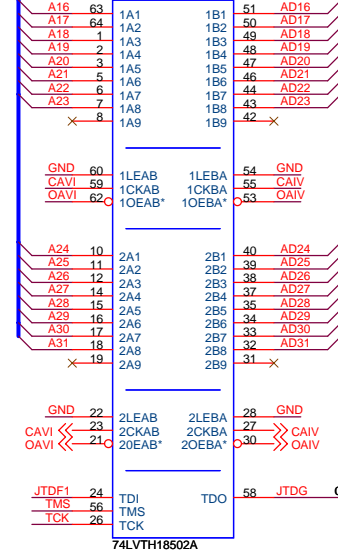 A16 63 1A1 1B1 51 AD16
A17 64 1A2 1B2 50 AD17
A18 1 1A3 1B3 49 AD18
A19 2 1A4 1B4 48 AD19
A20 3 1A5 1B5 47 AD20
A21 5 1A6 1B6 46 AD21
A22 6 1A7 1B7 44 AD22
A23 7 1A8 1B8 43 AD23
8 1A9 1B9 42
GND 60 1LEAB 1LEBA 54 GND
CAVI 59 1CKAB 1CKBA 55 CAIV
OAVI 62 1OEAB* 1OEBA* 53 OAIV
A24 10 2A1 2B1 40 AD24
A25 11 2A2 2B2 39 AD25
A26 12 2A3 2B3 38 AD26
A27 14 2A4 2B4 37 AD27
A28 15 2A5 2B5 35 AD28
A29 16 2A6 2B6 34 AD29
A30 17 2A7 2B7 33 AD30
A31 18 2A8 2B8 32 AD31
19 2A9 2B9 31
GND 22 2LEAB 2LEBA 28 GND
CAVI 23 2CKAB 2CKBA 27 CAIV
OAVI 21 2OEAB* 2OEBA* 30 OAIV
JTDF1 24 TDI TDO 58 JTDG
TMS 56 TMS
TCK 26 TCK
74LVTH18502A